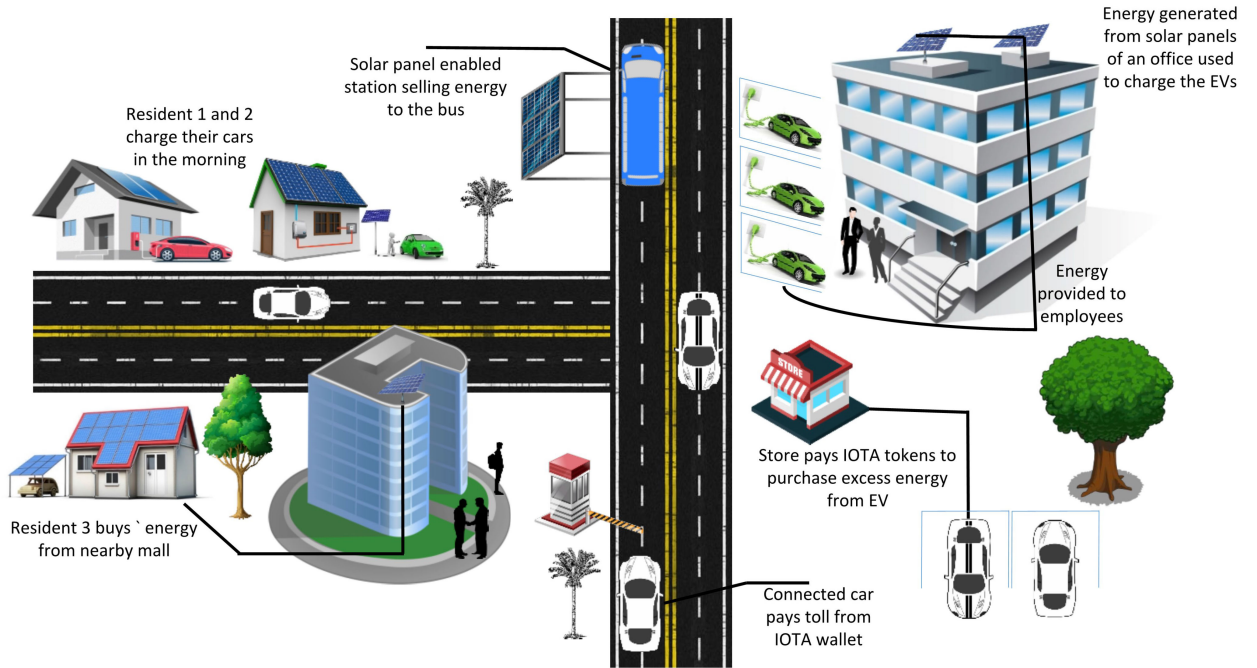 Energy generated
from solar panels
of an office used
to charge the EVs
Solar panel enabled
station selling energy
to the bus
Resident 1 and 2
charge their cars
in the morning
Energy
provided to
employees
STORE
Store pays IOTA tokens to
purchase excess energy
from EV
Resident 3 buys ` energy
from nearby mall
Connected car
pays toll from
IOTA wallet